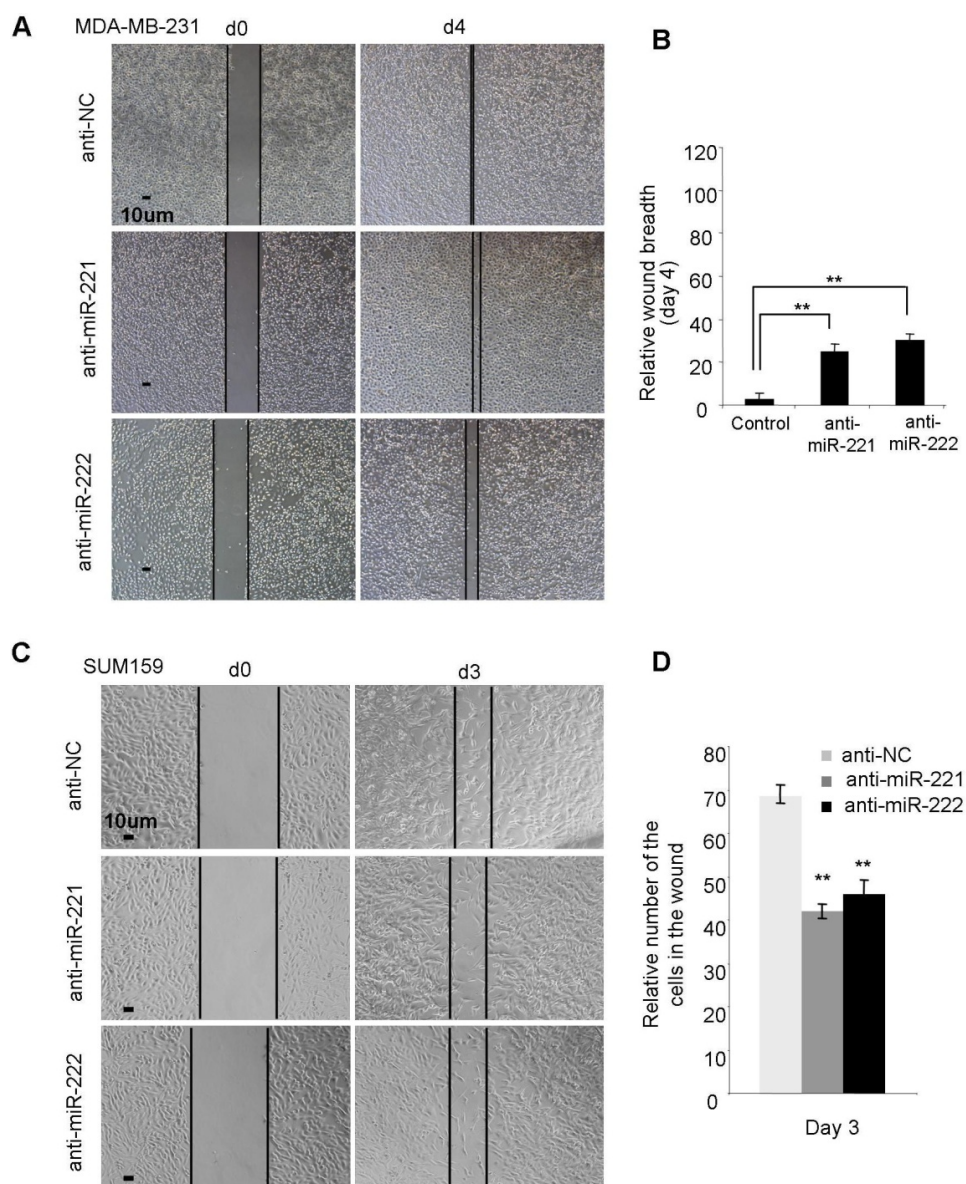 A
MDA-MB-231
d0
d4
anti-NC
10um
anti-miR-221
anti-miR-222
B
Relative wound breadth
(day 4)
120
80
60
40
20
0
**
**
Control
anti-
miR-221
anti-
miR-222
C
SUM159
d0
d3
anti-NC
10um
anti-miR-221
anti-miR-222
D
Relative number of the
cells in the wound
80
70
60
50
40
30
20
10
0
anti-NC
anti-miR-221
anti-miR-222
**
**
Day 3